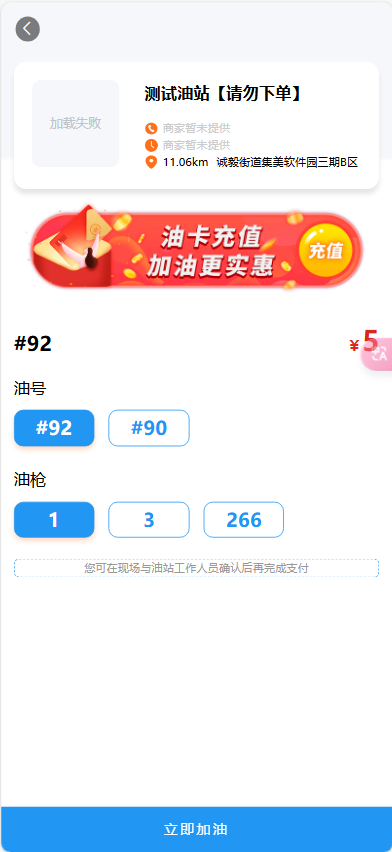 加载失败
测试油站【请勿下单】
商家暂未提供
商家暂未提供
11.06km 诚毅街道集美软件园三期B区
油卡充值
加油更实惠
充值
#92
¥5
油号
#92 #90
油枪
1 3 266
您可在现场与油站工作人员确认后再完成支付
立即加油